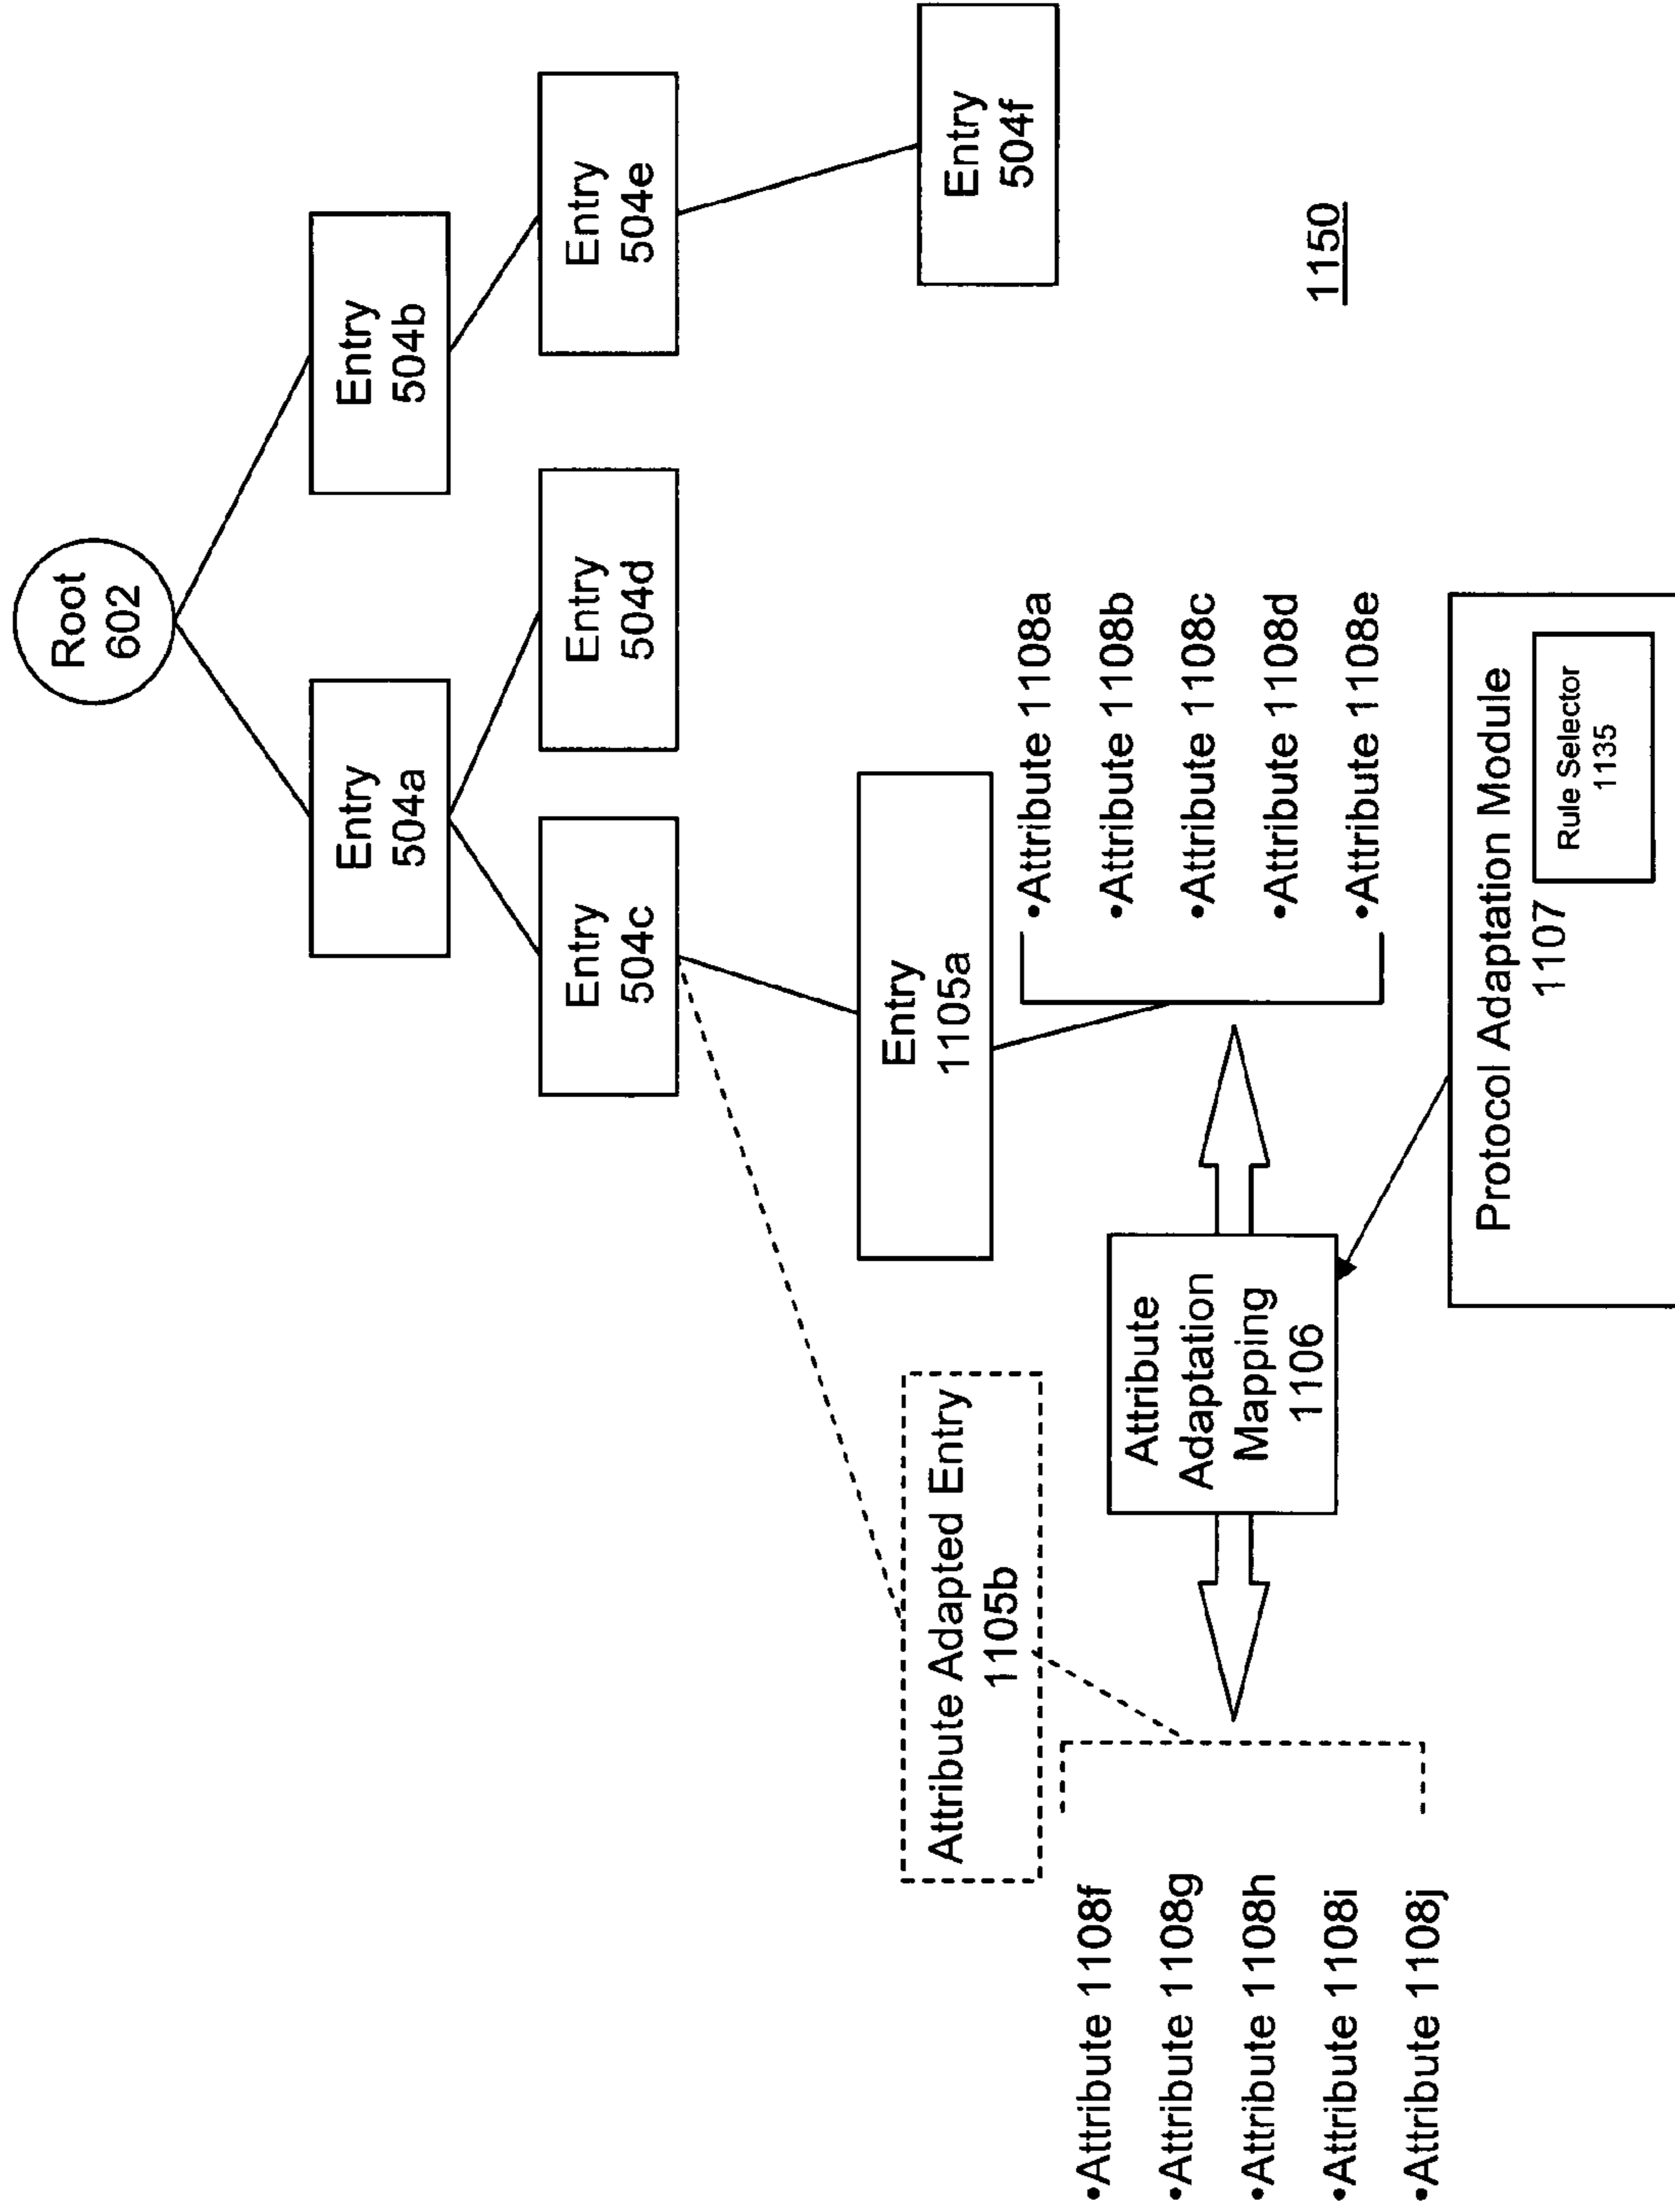 Root
602
Entry
504a
Entry
504b
Entry
504c
Entry
504d
Entry
504e
Entry
1105a
Entry
504f
Attribute Adapted Entry
1105b
•Attribute 1108a
•Attribute 1108b
•Attribute 1108c
•Attribute 1108d
•Attribute 1108e
•Attribute 1108f
•Attribute 1108g
•Attribute 1108h
•Attribute 1108i
•Attribute 1108j
Attribute
Adaptation
Mapping
1106
Protocol Adaptation Module
1107
Rule Selector
1135
1150